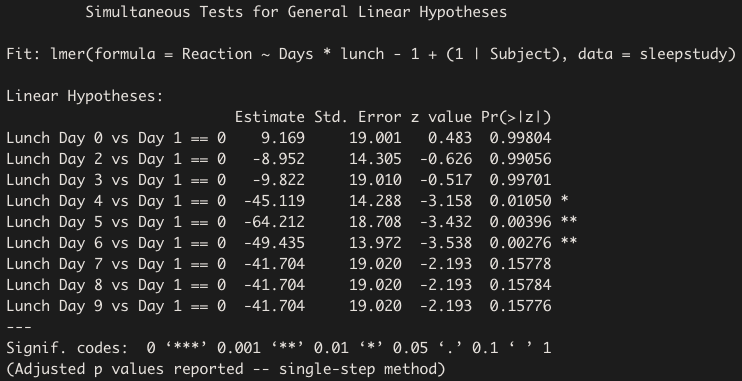 Simultaneous Tests for General Linear Hypotheses
Fit: lmer(formula = Reaction ~ Days * lunch - 1 + (1 | Subject), data = sleepstudy)
Linear Hypotheses:
Estimate Std. Error z value Pr(>|z|)
Lunch Day 0 vs Day 1 == 0 9.169 19.001 0.483 0.99804
Lunch Day 2 vs Day 1 == 0 -8.952 14.305 -0.626 0.99056
Lunch Day 3 vs Day 1 == 0 -9.822 19.010 -0.517 0.99701
Lunch Day 4 vs Day 1 == 0 -45.119 14.288 -3.158 0.01050 *
Lunch Day 5 vs Day 1 == 0 -64.212 18.708 -3.432 0.00396 **
Lunch Day 6 vs Day 1 == 0 -49.435 13.972 -3.538 0.00276 **
Lunch Day 7 vs Day 1 == 0 -41.704 19.020 -2.193 0.15778
Lunch Day 8 vs Day 1 == 0 -41.704 19.020 -2.193 0.15784
Lunch Day 9 vs Day 1 == 0 -41.704 19.020 -2.193 0.15776
---
Signif. codes: 0 ‘***’ 0.001 ‘**’ 0.01 ‘*’ 0.05 ‘.’ 0.1 ‘ ’ 1
(Adjusted p values reported -- single-step method)